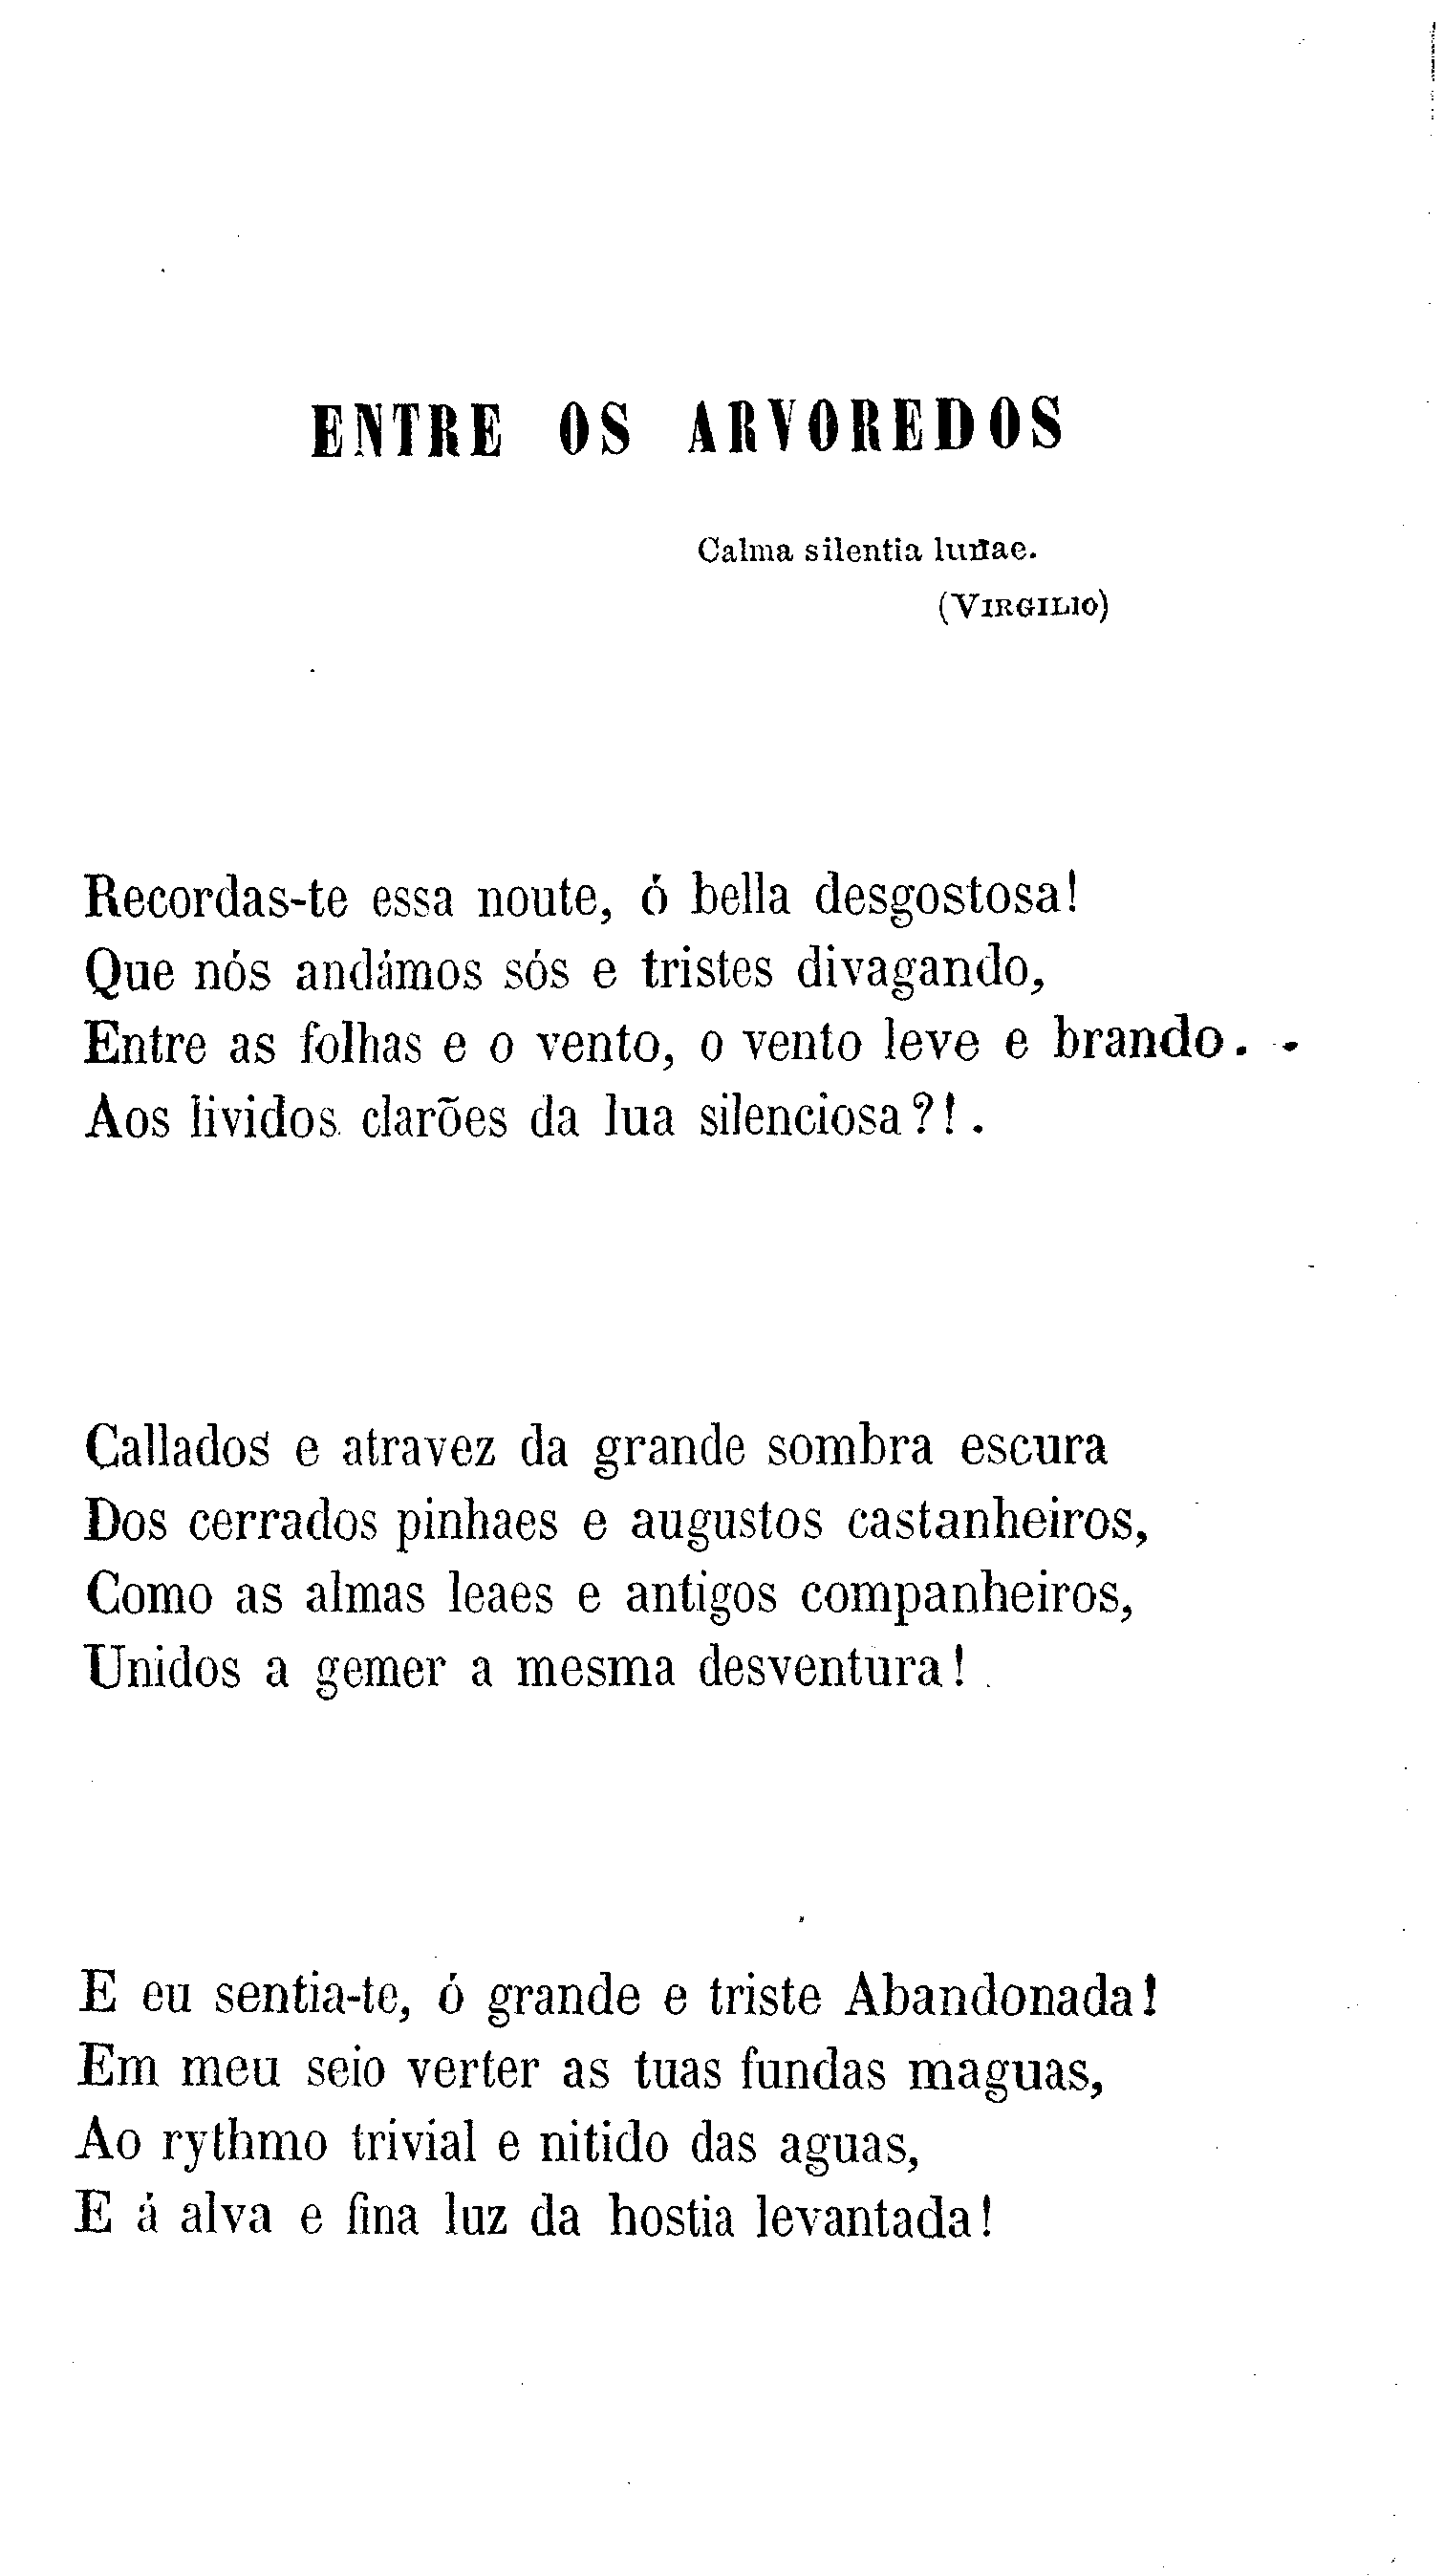 ENTRE OS ARVOREDOS
Calma silentia lunae.
(VIRGILIO)
Recordas-te essa noute, ó bella desgostosa!
Que nós andámos sós e tristes divagando,
Entre as folhas e o vento, o vento leve e brando. .
Aos lividos clarões da lua silenciosa?! .
Callados e atravez da grande sombra escura
Dos cerrados pinhaes e augustos castanheiros,
Como as almas leaes e antigos companheiros,
Unidos a gemer a mesma desventura!
E eu sentia-te, ó grande e triste Abandonada!
Em meu seio verter as tuas fundas maguas,
Ao rythmo trivial e nitido das aguas,
E á alva e fina luz da hostia levantada!